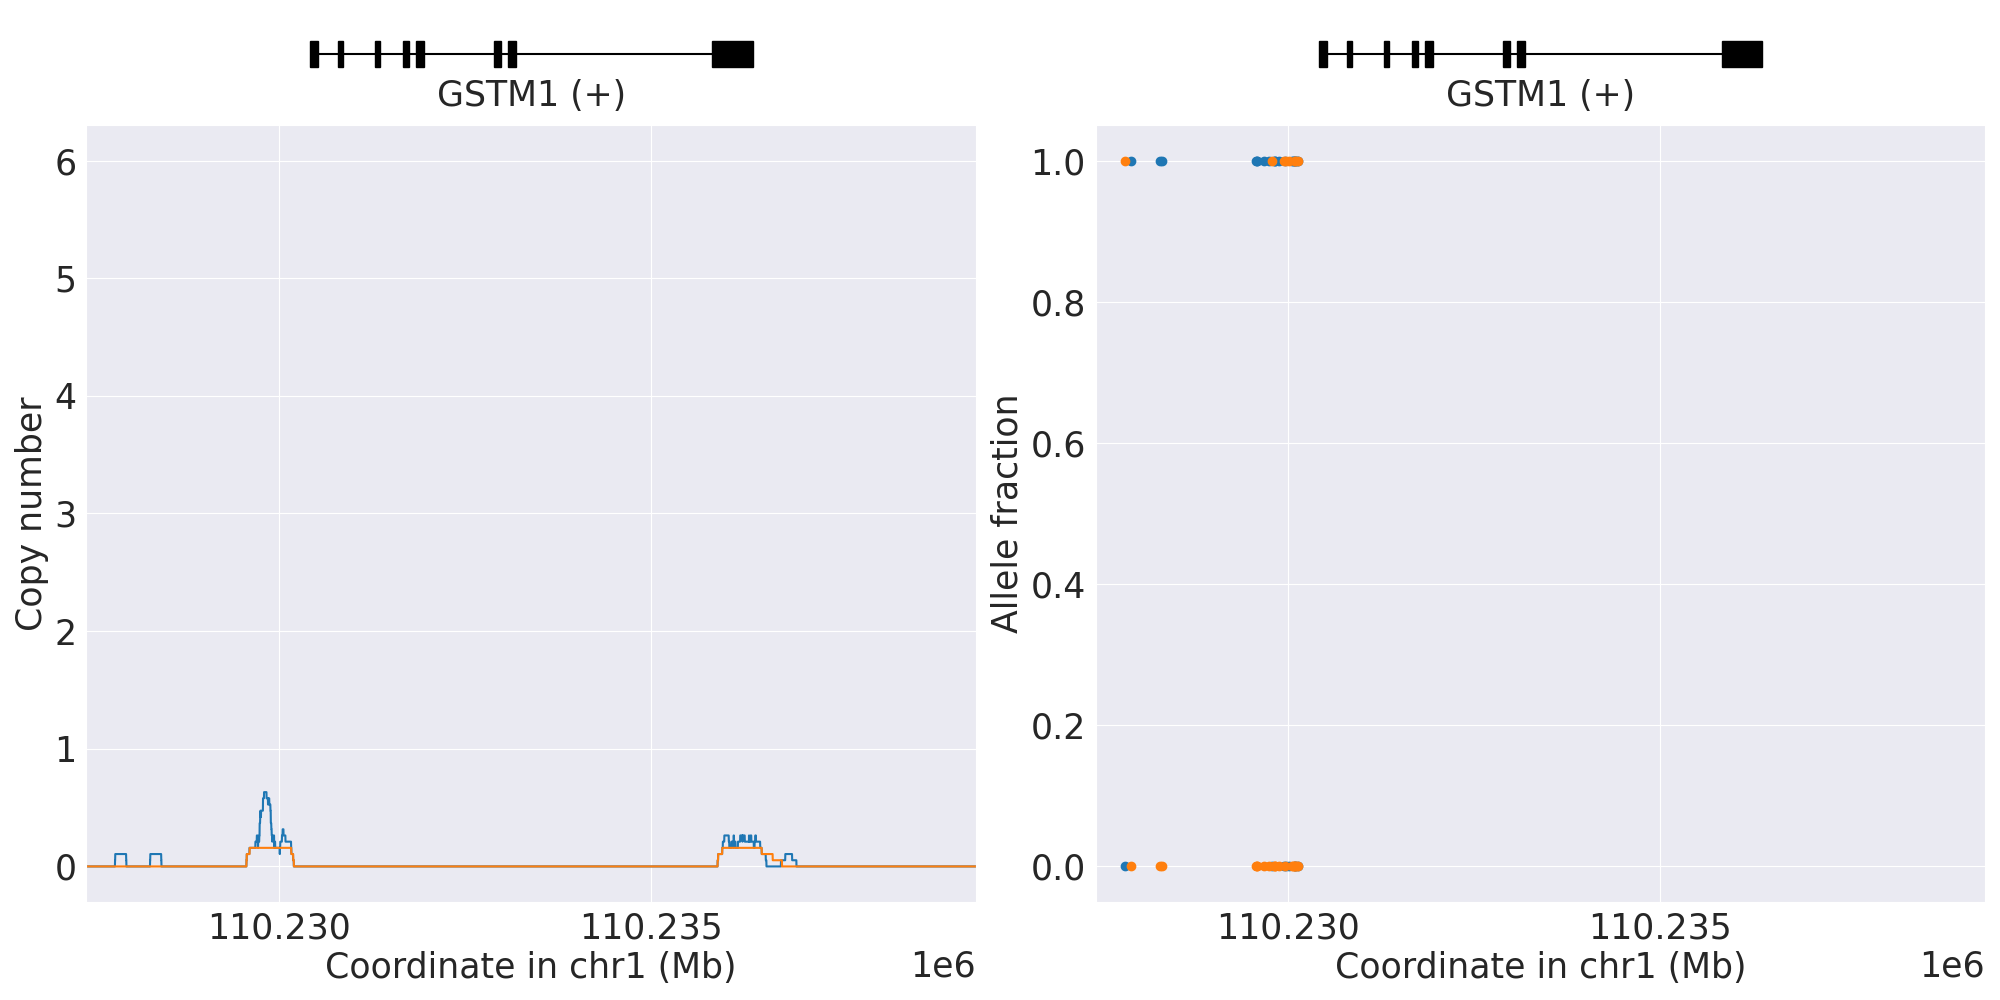 GSTM1 (+)
6
5
4
3
2
1
0
Copy number
110.230
110.235
Coordinate in chr1 (Mb)
1e6
GSTM1 (+)
1.0
0.8
0.6
0.4
0.2
0.0
Allele fraction
110.230
110.235
Coordinate in chr1 (Mb)
1e6